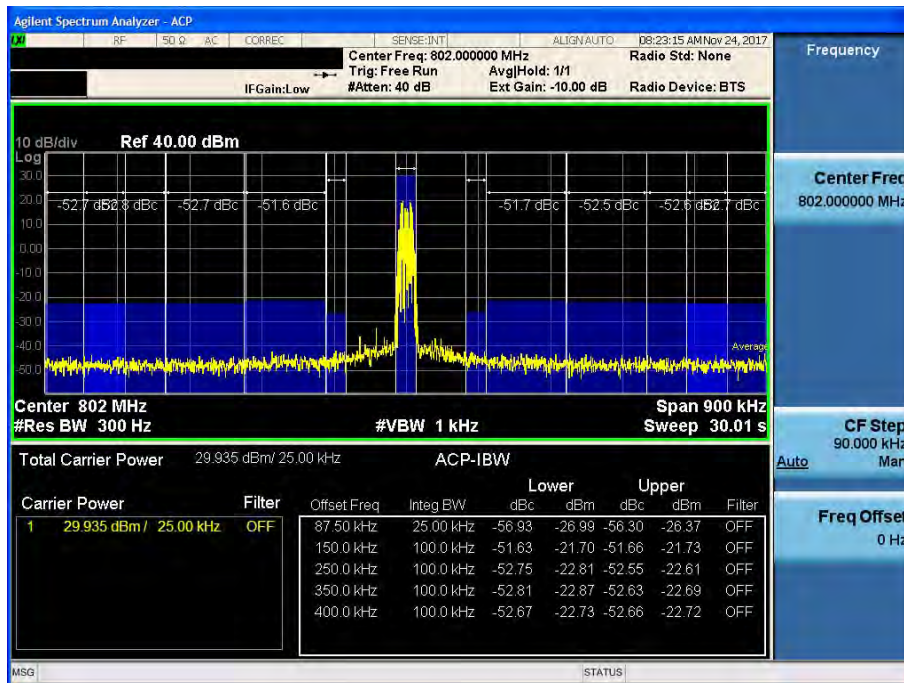 Agilent Spectrum Analyzer - ACP
LXI RF 50 Ω AC CORREC SENSE:INT ALIGN AUTO 08:23:15 AM Nov 24, 2017
Center Freq: 802.000000 MHz Radio Std: None
Trig: Free Run Avg|Hold: 1/1
IFGain:Low #Atten: 40 dB Ext Gain: -10.00 dB Radio Device: BTS
10 dB/div Ref 40.00 dBm
Log
30.0
20.0
-52.7 dBc -52.8 dBc -52.7 dBc -51.6 dBc -51.7 dBc -52.5 dBc -52.6 dBc -52.7 dBc
10.0
0.00
-10.0
-20.0
-30.0
-40.0
Average
-50.0
Center 802 MHz Span 900 kHz
#Res BW 300 Hz #VBW 1 kHz Sweep 30.01 s
Total Carrier Power 29.935 dBm/ 25.00 kHz ACP-IBW
Lower Upper
Carrier Power Filter Offset Freq Integ BW dBc dBm dBc dBm Filter
1 29.935 dBm / 25.00 kHz OFF 87.50 kHz 25.00 kHz -56.93 -26.99 -56.30 -26.37 OFF
150.0 kHz 100.0 kHz -51.63 -21.70 -51.66 -21.73 OFF
250.0 kHz 100.0 kHz -52.75 -22.81 -52.55 -22.61 OFF
350.0 kHz 100.0 kHz -52.81 -22.87 -52.63 -22.69 OFF
400.0 kHz 100.0 kHz -52.67 -22.73 -52.66 -22.72 OFF
MSG STATUS
Frequency
Center Freq
802.000000 MHz
CF Step
90.000 kHz
Auto Man
Freq Offset
0 Hz